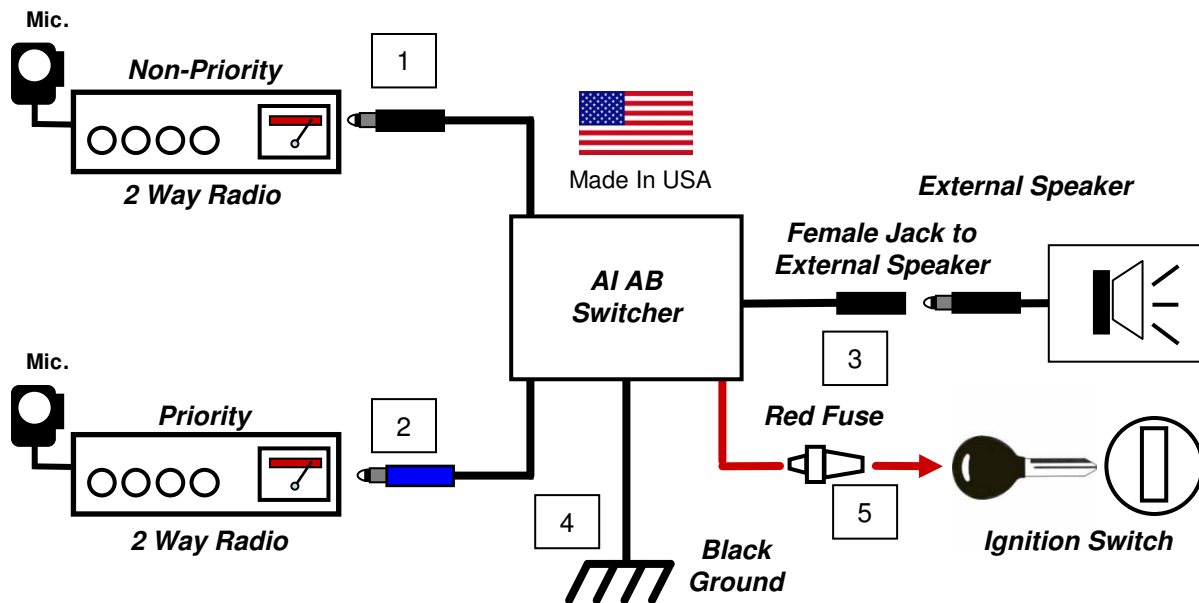 Mic.
Non-Priority
1
2 Way Radio
Made In USA
External Speaker
Female Jack to
External Speaker
AI AB
Switcher
3
Mic.
Priority
2
2 Way Radio
4
Black
Ground
Red Fuse
5
Ignition Switch